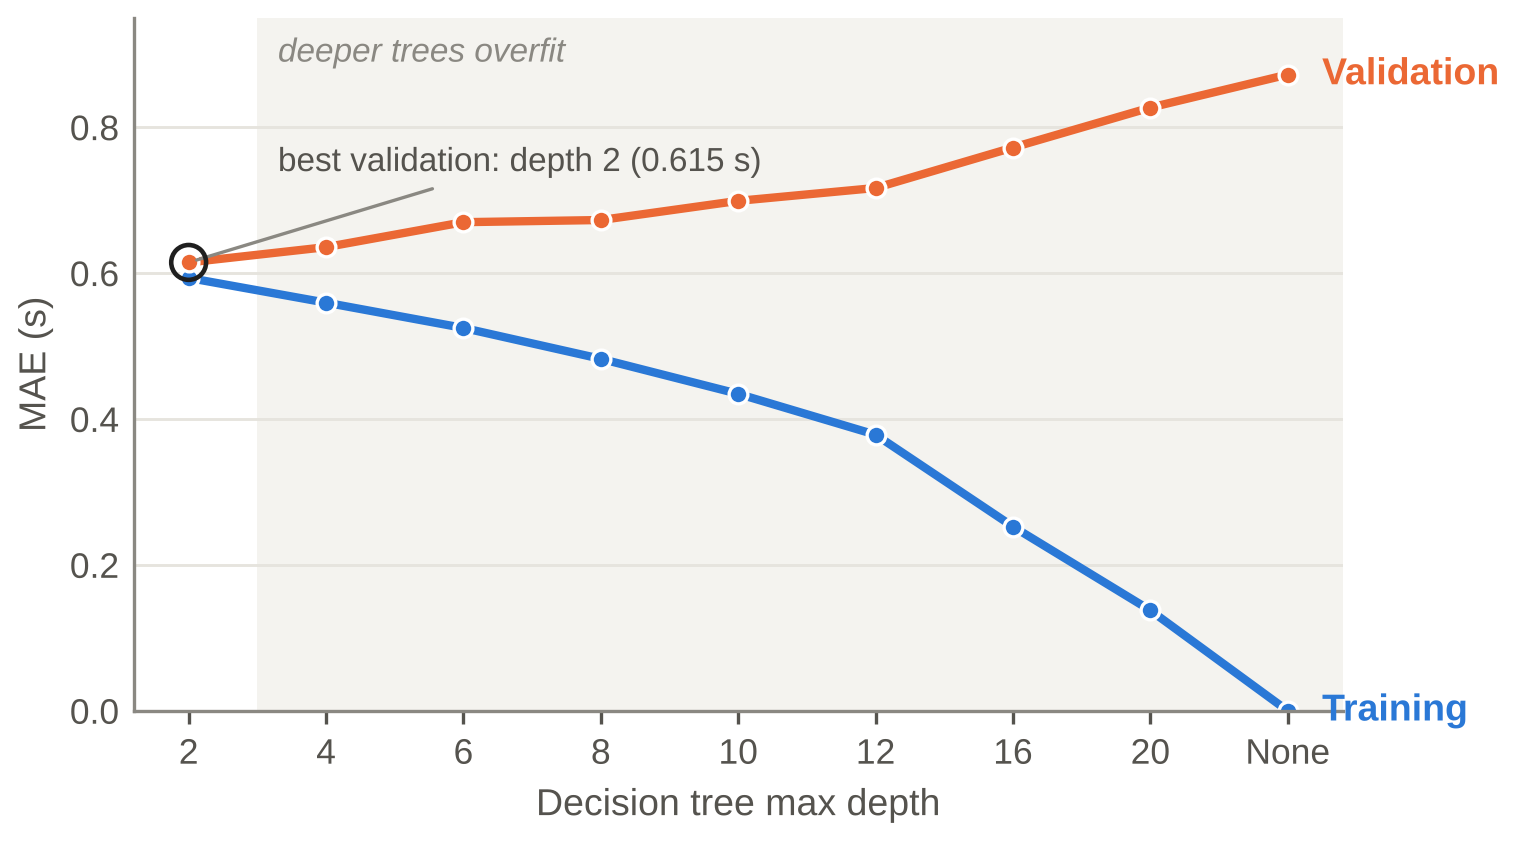 deeper trees overfit
Validation
0.8
best validation: depth 2 (0.615 s)
0.6
MAE (s)
0.4
0.2
0.0
Training
2 4 6 8 10 12 16 20 None
Decision tree max depth